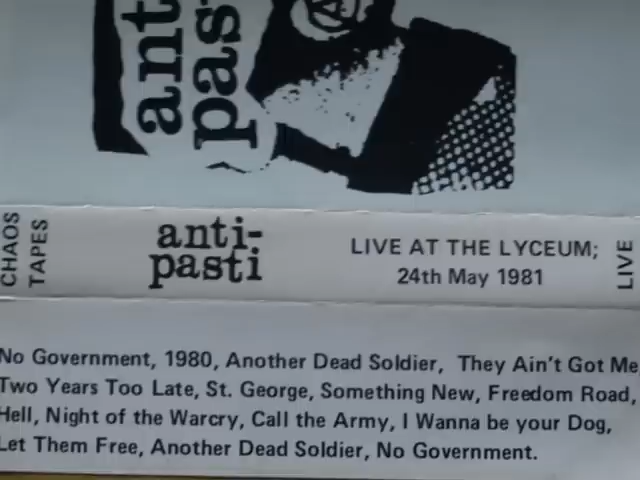 ant
pas
CHAOS
TAPES
anti-
pasti
LIVE AT THE LYCEUM;
24th May 1981
LIVE
No Government, 1980, Another Dead Soldier, They Ain't Got Me
Two Years Too Late, St. George, Something New, Freedom Road,
Hell, Night of the Warcry, Call the Army, I Wanna be your Dog,
Let Them Free, Another Dead Soldier, No Government.